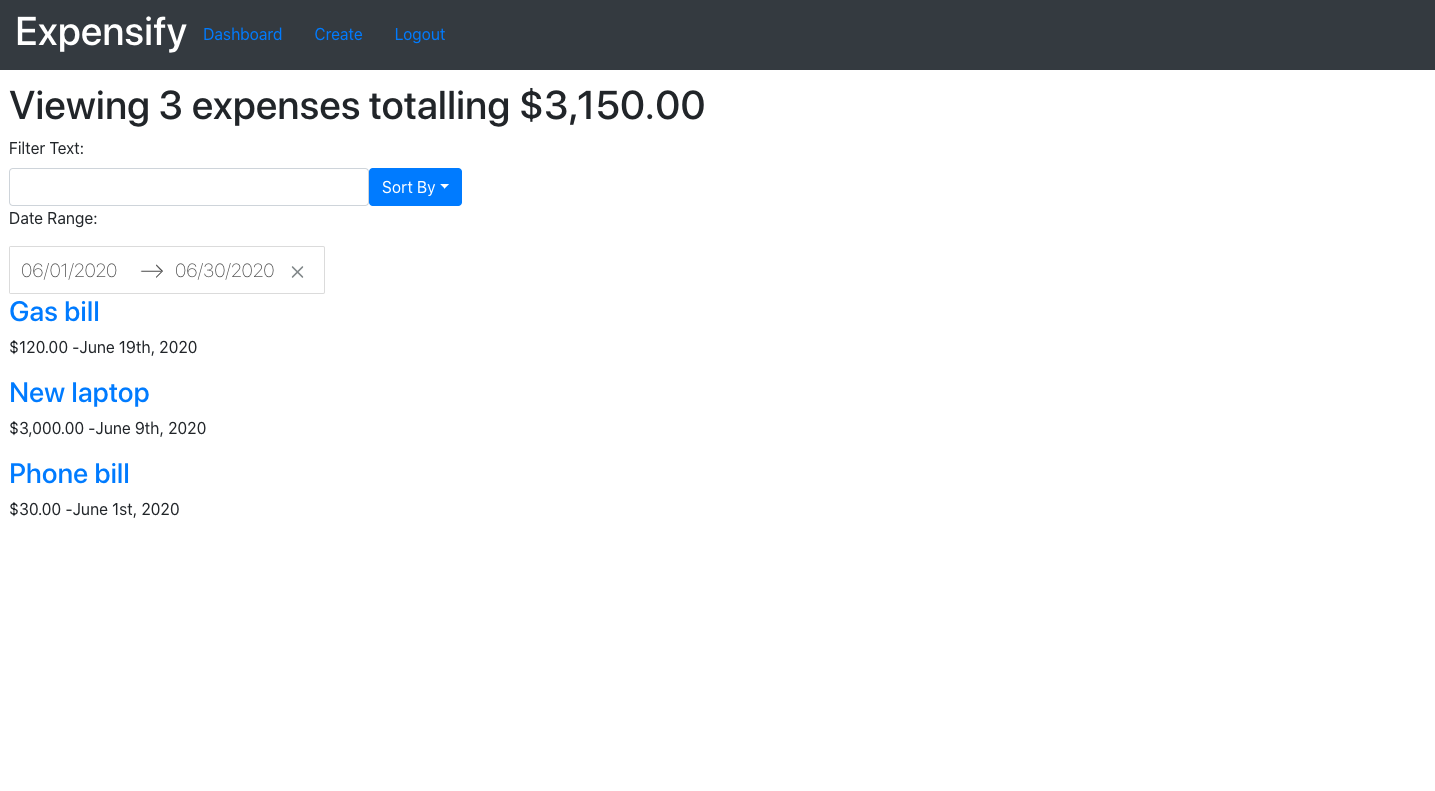 Expensify Dashboard Create Logout
Viewing 3 expenses totalling $3,150.00
Filter Text:
Sort By
Date Range:
06/01/2020 06/30/2020
Gas bill
$120.00 -June 19th, 2020
New laptop
$3,000.00 -June 9th, 2020
Phone bill
$30.00 -June 1st, 2020